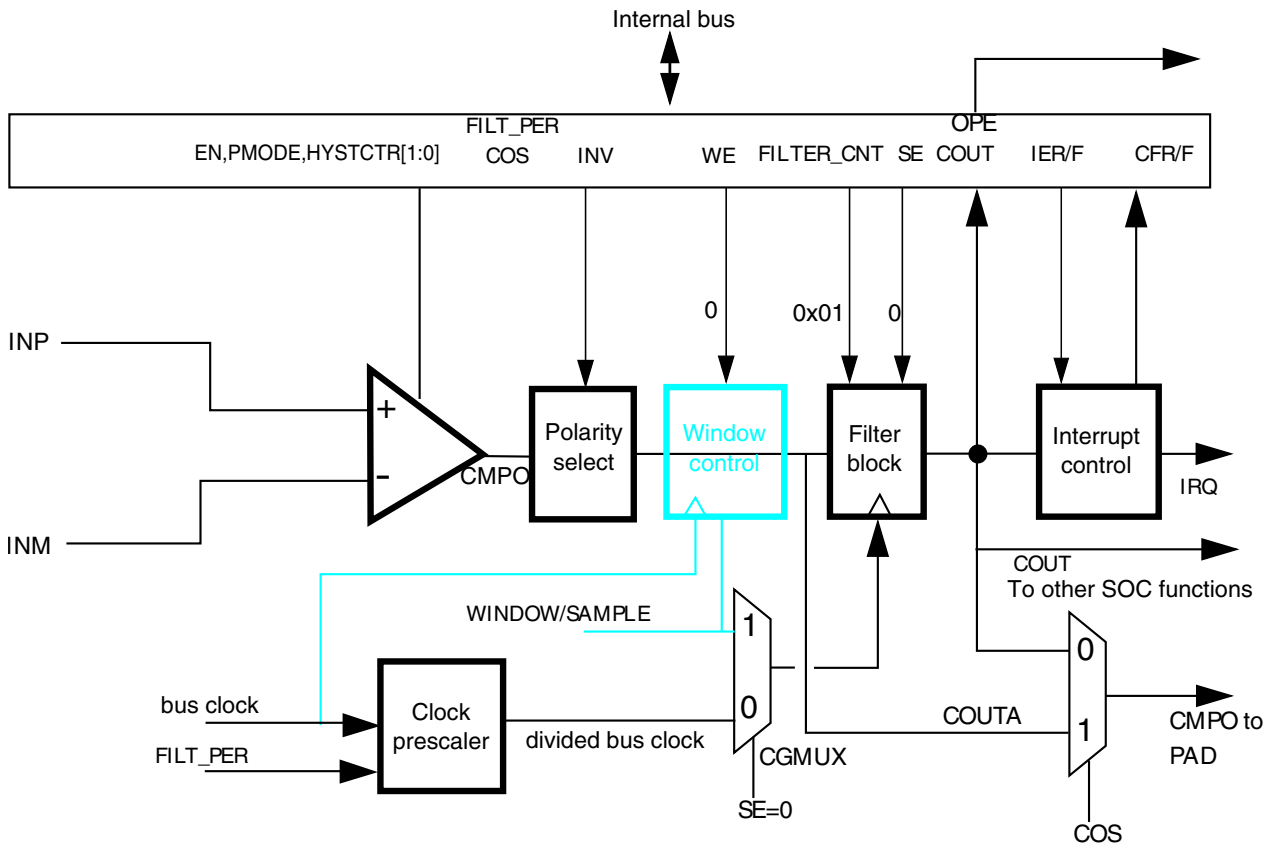 Internal bus
FILT_PER
OPE
EN,PMODE,HYSTCTR[1:0]
COS
INV
WE
FILTER_CNT
SE
COUT
IER/F
CFR/F
0
0x01
0
INP
+
-
CMPO
Polarity
select
Window
control
Filter
block
Interrupt
control
IRQ
INM
COUT
To other SOC functions
WINDOW/SAMPLE
1
0
0
1
bus clock
FILT_PER
Clock
prescaler
divided bus clock
CGMUX
SE=0
COUTA
CMPO to
PAD
COS